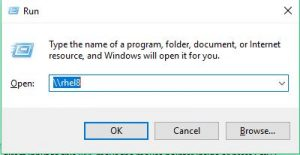 Run
Type the name of a program, folder, document, or Internet
resource, and Windows will open it for you.
Open: \\rhel8
OK Cancel Browse...